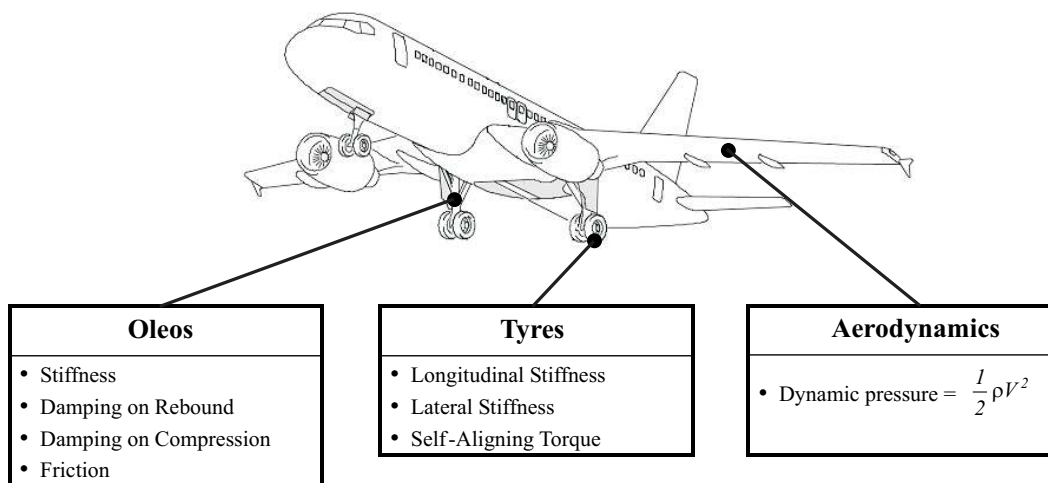 Oleos
• Stiffness
• Damping on Rebound
• Damping on Compression
• Friction
Tyres
• Longitudinal Stiffness
• Lateral Stiffness
• Self-Aligning Torque
Aerodynamics
• Dynamic pressure = 1/2 ρV²